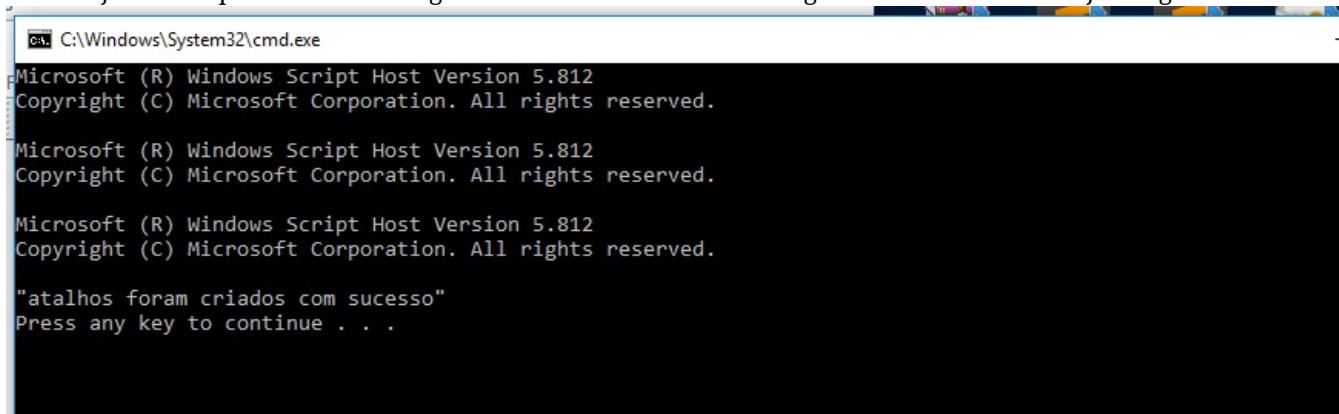 C:\Windows\System32\cmd.exe
Microsoft (R) Windows Script Host Version 5.812
Copyright (C) Microsoft Corporation. All rights reserved.
Microsoft (R) Windows Script Host Version 5.812
Copyright (C) Microsoft Corporation. All rights reserved.
Microsoft (R) Windows Script Host Version 5.812
Copyright (C) Microsoft Corporation. All rights reserved.
"atalhos foram criados com sucesso"
Press any key to continue . . .